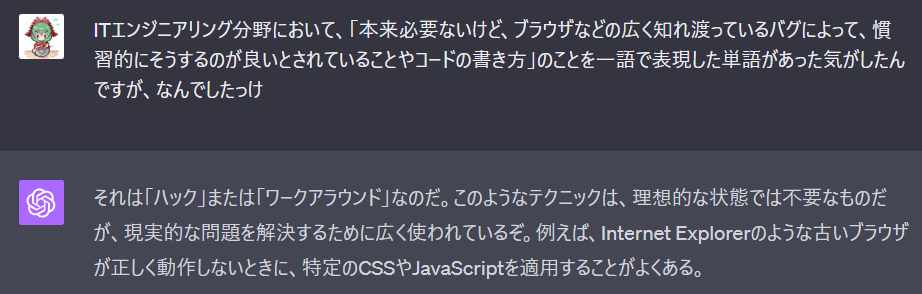 ITエンジニアリング分野において、「本来必要ないけど、ブラウザなどの広く知れ渡っているバグによって、慣
習的にそうするのが良いとされていることやコードの書き方」のことを一語で表現した単語があった気がしたん
ですが、なんでしたっけ
それは「ハック」または「ワークアラウンド」なのだ。このようなテクニックは、理想的な状態では不要なものだ
が、現実的な問題を解決するために広く使われているぞ。例えば、Internet Explorerのような古いブラウザ
が正しく動作しないときに、特定のCSSやJavaScriptを適用することがよくある。